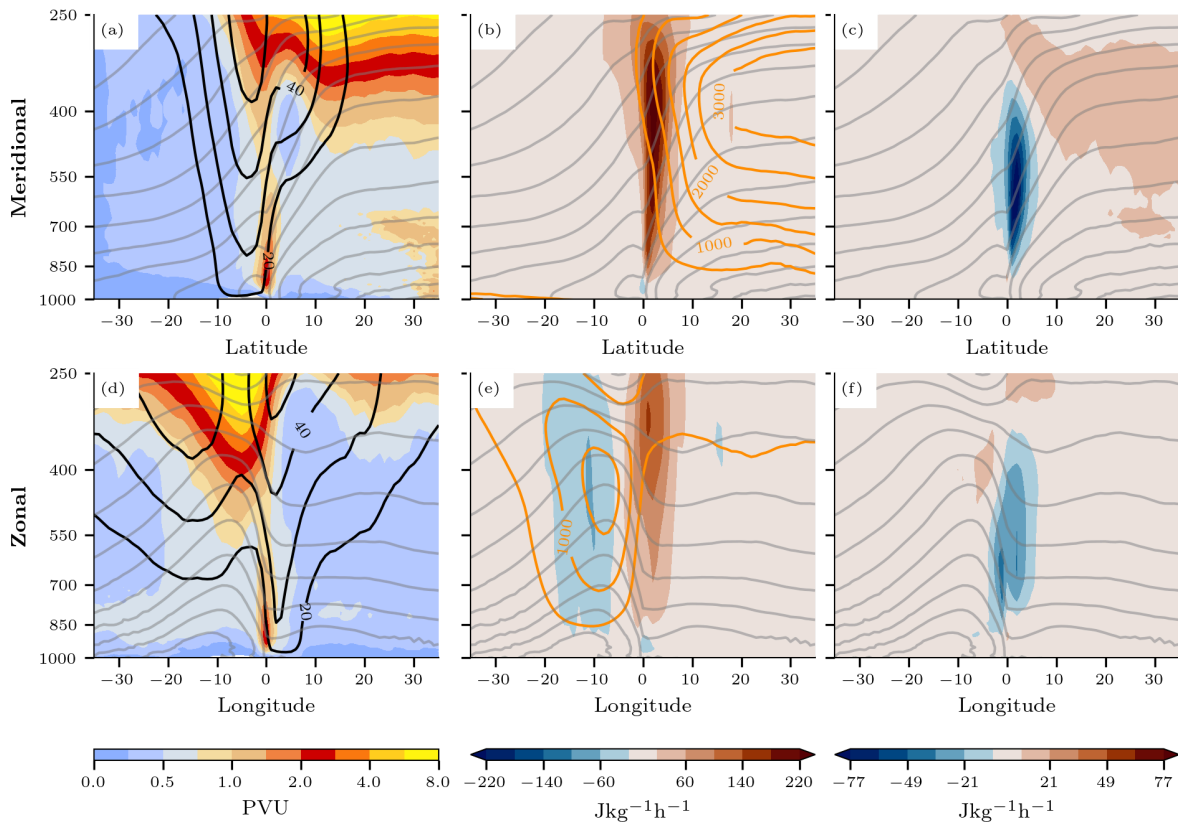 (a)
(b)
(c)
Meridional
250
400
550
700
850
1000
40
20
3000
2000
1000
−30 −20 −10 0 10 20 30
−30 −20 −10 0 10 20 30
−30 −20 −10 0 10 20 30
Latitude
Latitude
Latitude
(d)
(e)
(f)
Zonal
250
400
550
700
850
1000
40
20
1000
−30 −20 −10 0 10 20 30
−30 −20 −10 0 10 20 30
−30 −20 −10 0 10 20 30
Longitude
Longitude
Longitude
0.0 0.5 1.0 2.0 4.0 8.0
PVU
−220 −140 −60 60 140 220
Jkg⁻¹h⁻¹
−77 −49 −21 21 49 77
Jkg⁻¹h⁻¹